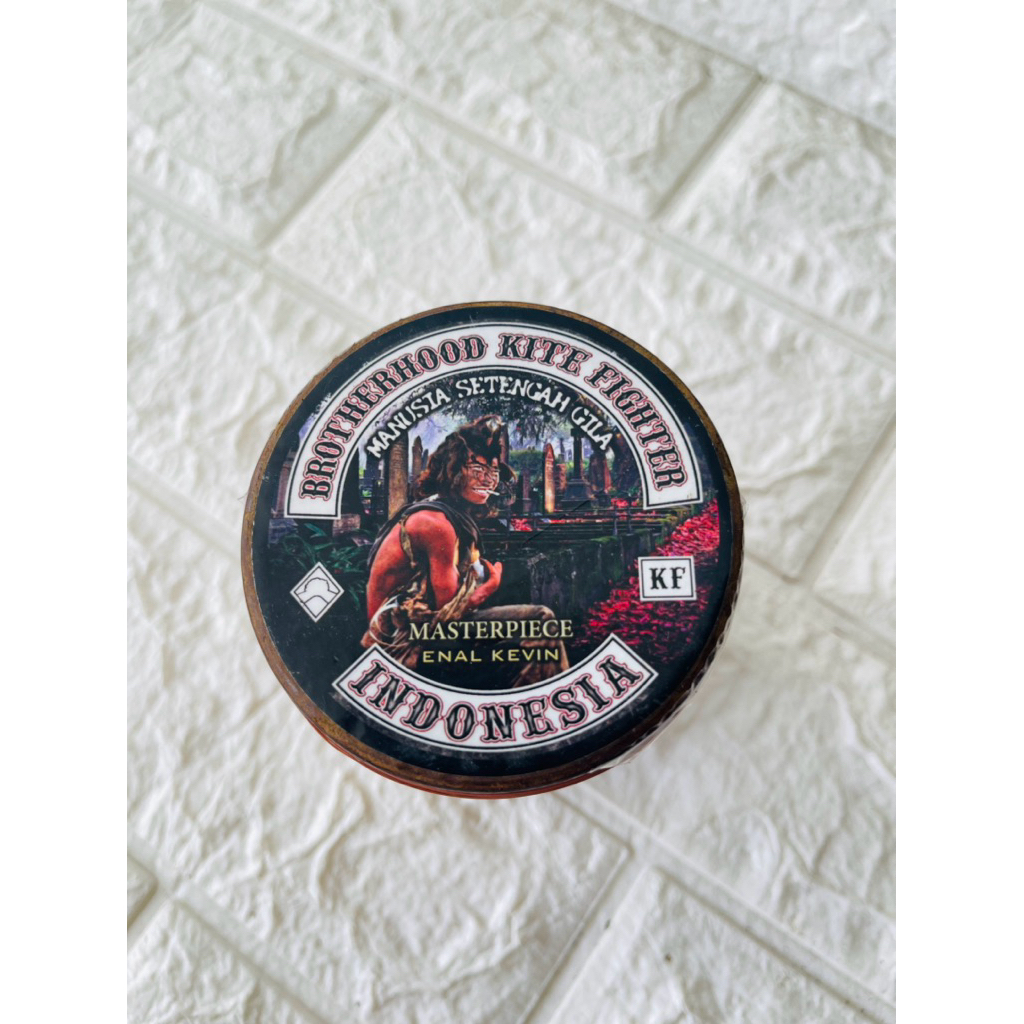 BROTHERHOOD KITE FIGHTER
MANUSIA SETENGAH GILA
KF
MASTERPIECE
ENAL KEVIN
INDONESIA